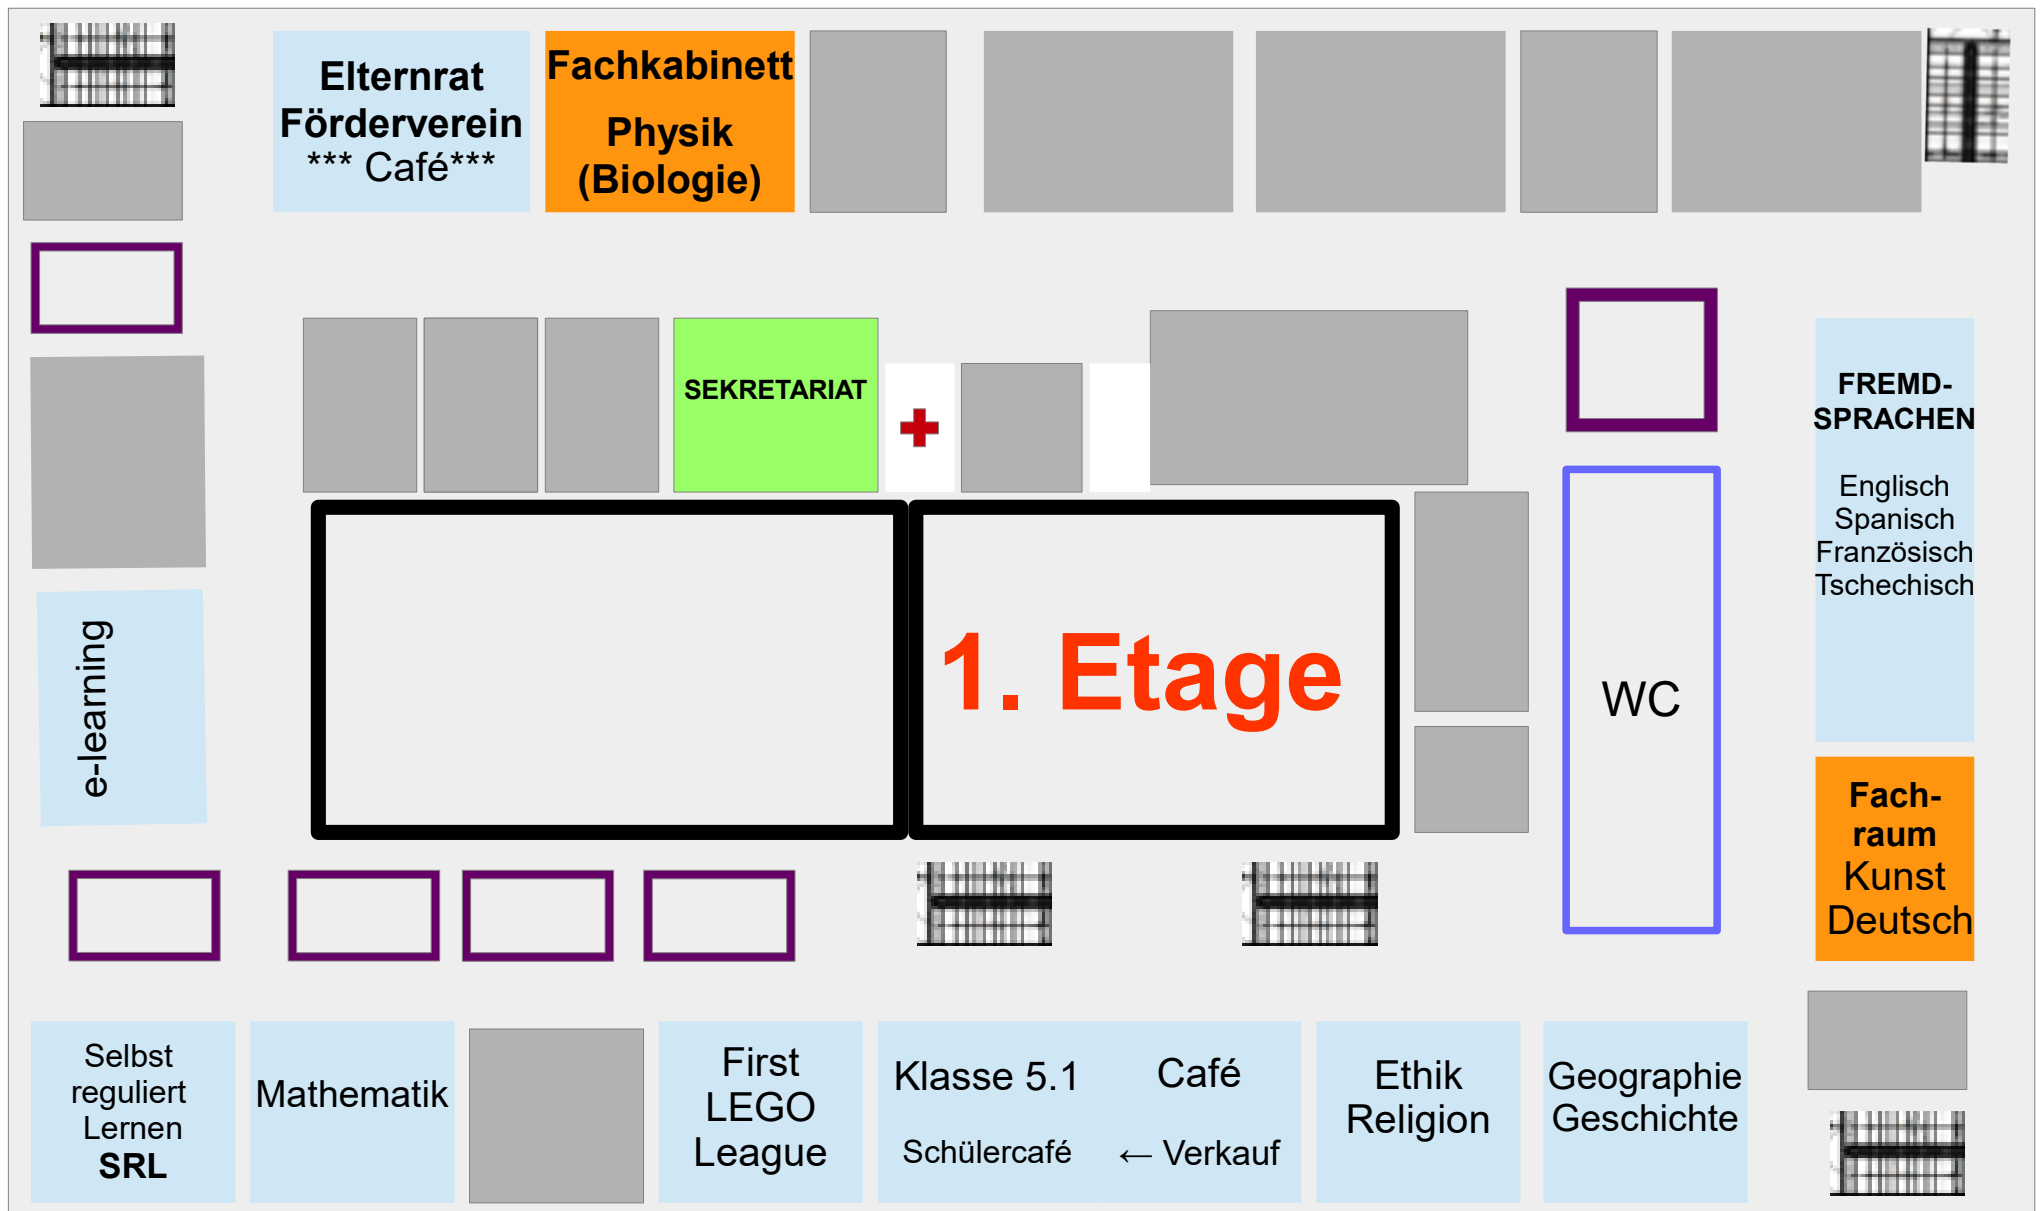 Elternrat
Förderverein
*** Café***
Fachkabinett
Physik
(Biologie)
SEKRETARIAT
FREMD-
SPRACHEN
Englisch
Spanisch
Französisch
Tschechisch
e-learning
1. Etage
WC
Fach-
raum
Kunst
Deutsch
Selbst
reguliert
Lernen
SRL
Mathematik
First
LEGO
League
Klasse 5.1
Café
Schülercafé
← Verkauf
Ethik
Religion
Geographie
Geschichte